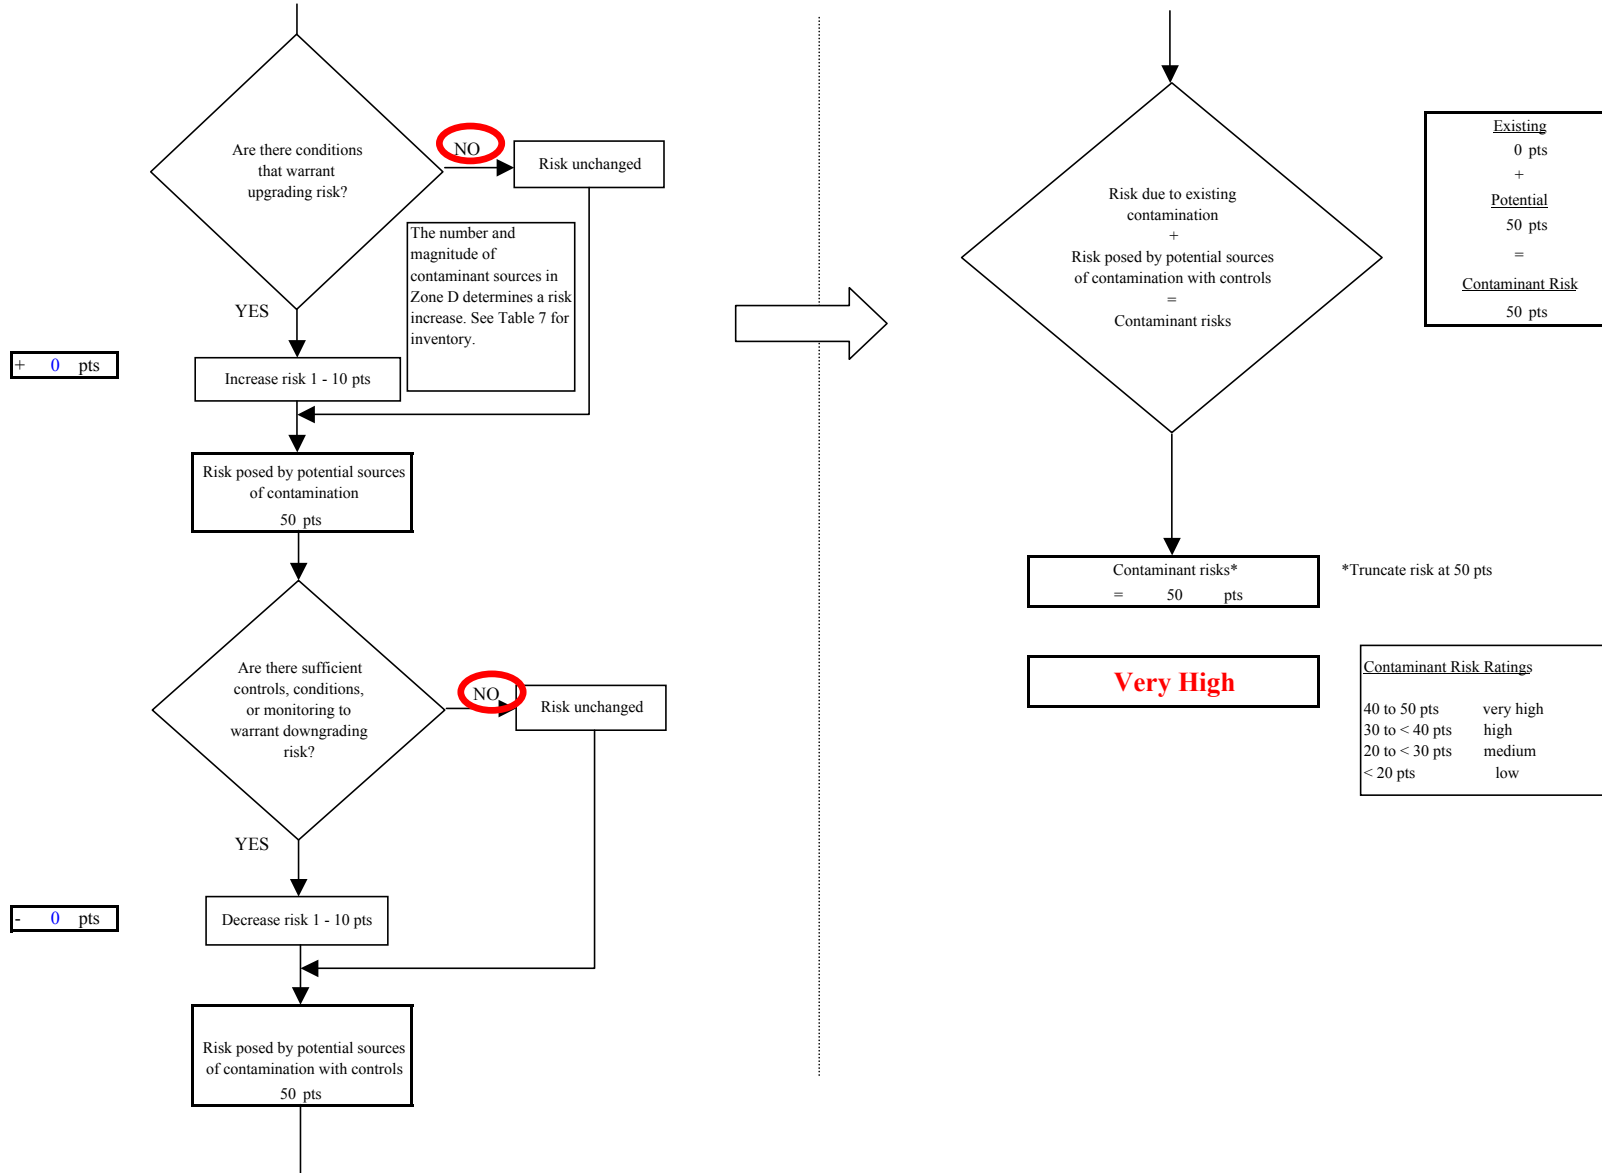 Are there conditions
that warrant
upgrading risk?
NO
Risk unchanged
The number and
magnitude of
contaminant sources in
Zone D determines a risk
increase. See Table 7 for
inventory.
YES
+ 0 pts
Increase risk 1 - 10 pts
Risk posed by potential sources
of contamination
50 pts
Are there sufficient
controls, conditions,
or monitoring to
warrant downgrading
risk?
NO
Risk unchanged
YES
- 0 pts
Decrease risk 1 - 10 pts
Risk posed by potential sources
of contamination with controls
50 pts
Risk due to existing
contamination
+
Risk posed by potential sources
of contamination with controls
=
Contaminant risks
Existing
0 pts
+
Potential
50 pts
=
Contaminant Risk
50 pts
Contaminant risks*
= 50 pts
*Truncate risk at 50 pts
Very High
Contaminant Risk Ratings
40 to 50 pts very high
30 to < 40 pts high
20 to < 30 pts medium
< 20 pts low